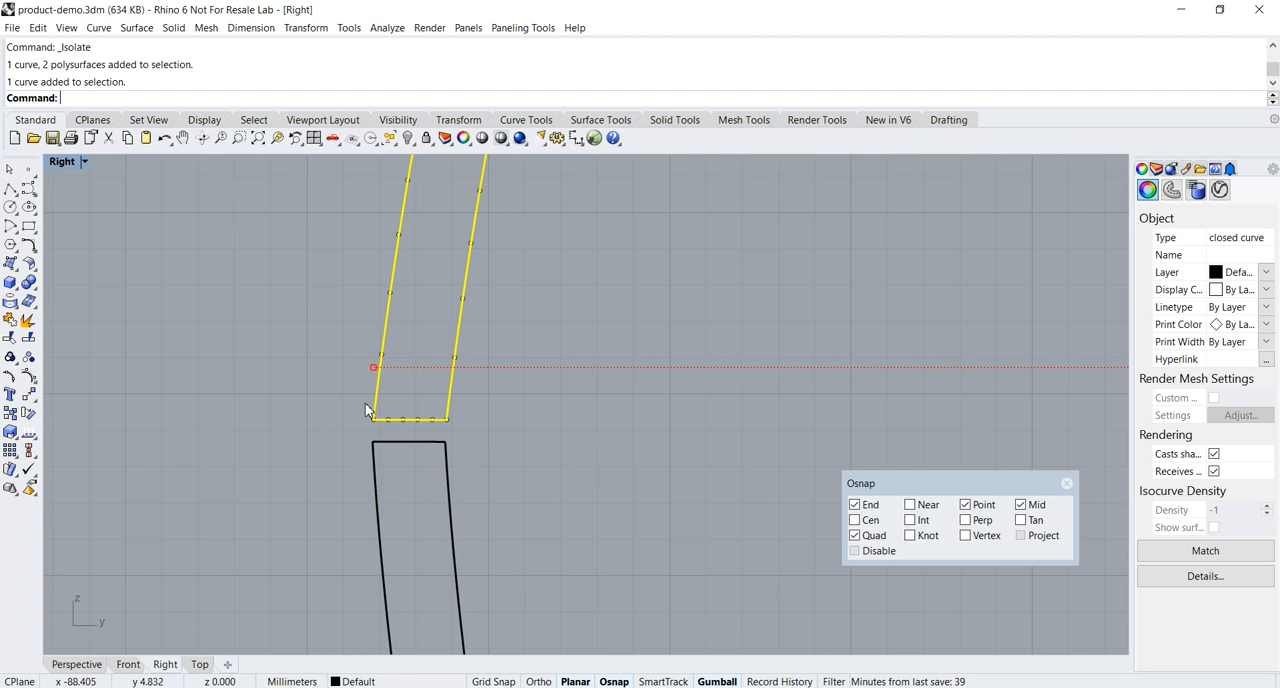 product-demo.3dm (634 KB) - Rhino 6 Not For Resale Lab - [Right]
File Edit View Curve Surface Solid Mesh Dimension Transform Tools Analyze Render Panels Paneling Tools Help
Command: _Isolate
1 curve, 2 polysurfaces added to selection.
1 curve added to selection.
Command:
Standard CPlanes Set View Display Select Viewport Layout Visibility Transform Curve Tools Surface Tools Solid Tools Mesh Tools Render Tools New in V6 Drafting
Right
Object
Type closed curve
Name
Layer Defa...
Display C... By La...
Linetype By Layer
Print Color By La...
Print Width By Layer
Hyperlink ...
Render Mesh Settings
Custom ...
Settings Adjust...
Rendering
Casts sha...
Receives ...
Isocurve Density
Density -1
Show surf...
Match
Details...
Osnap
End Near Point Mid
Cen Int Perp Tan
Quad Knot Vertex Project
Disable
z
y
Perspective Front Right Top
CPlane x -88.405 y 4.832 z 0.000 Millimeters Default Grid Snap Ortho Planar Osnap SmartTrack Gumball Record History Filter Minutes from last save: 39